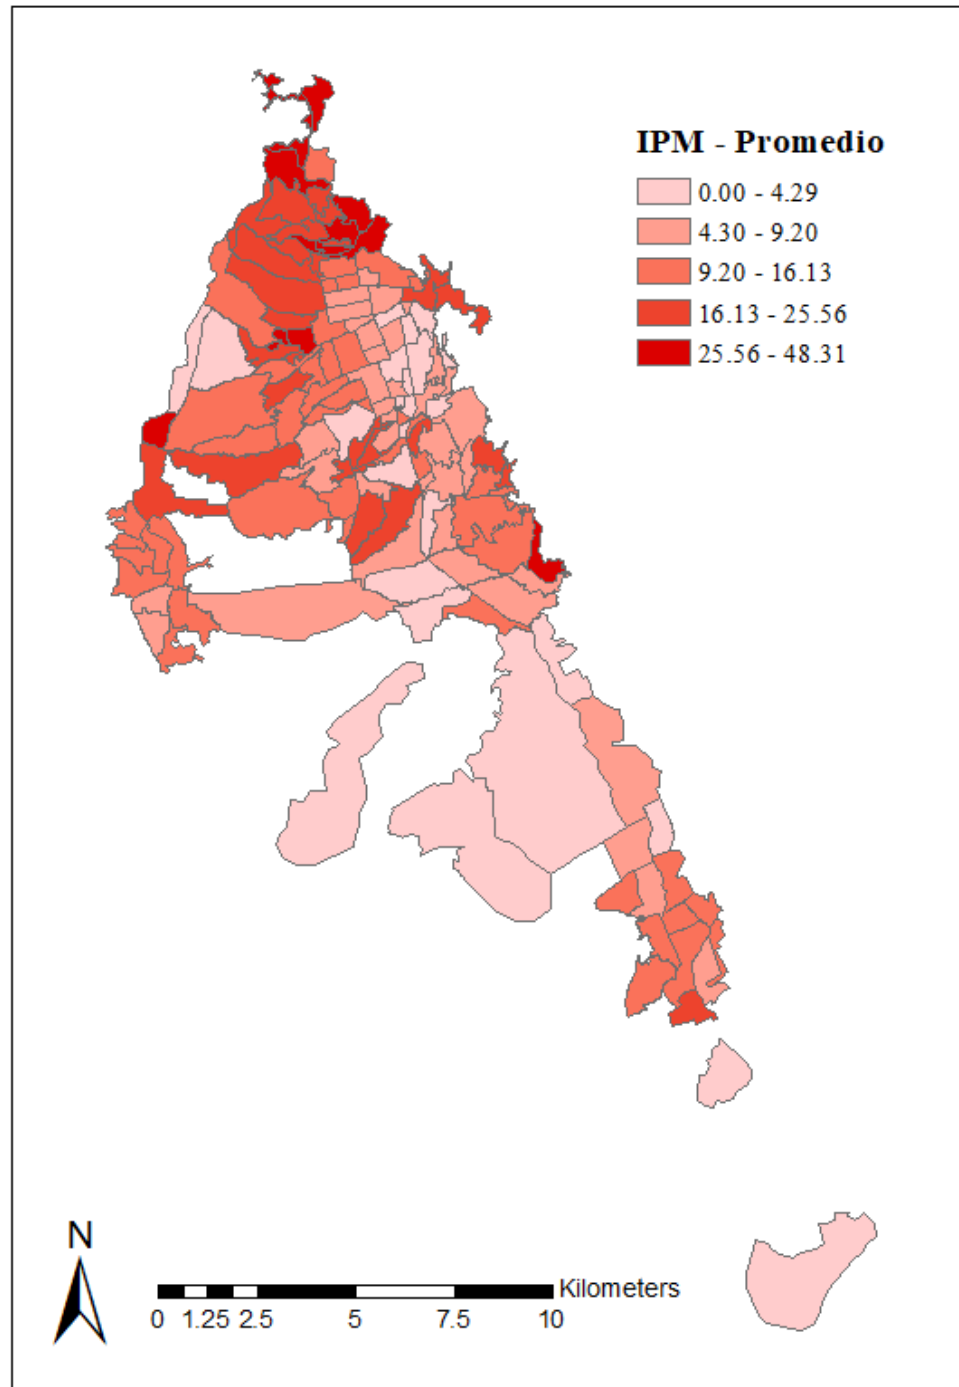 IPM - Promedio
0.00 - 4.29
4.30 - 9.20
9.20 - 16.13
16.13 - 25.56
25.56 - 48.31
N
Kilometers
0 1.25 2.5 5 7.5 10